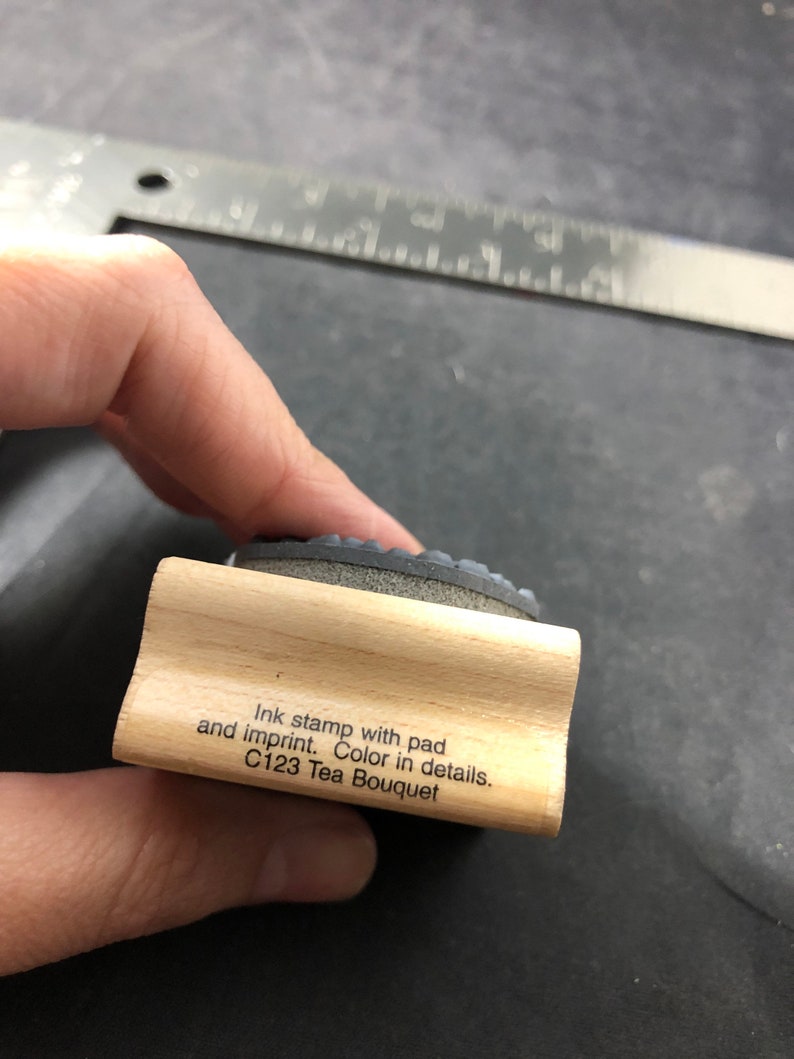 Ink stamp with pad
and imprint. Color in details.
C123 Tea Bouquet